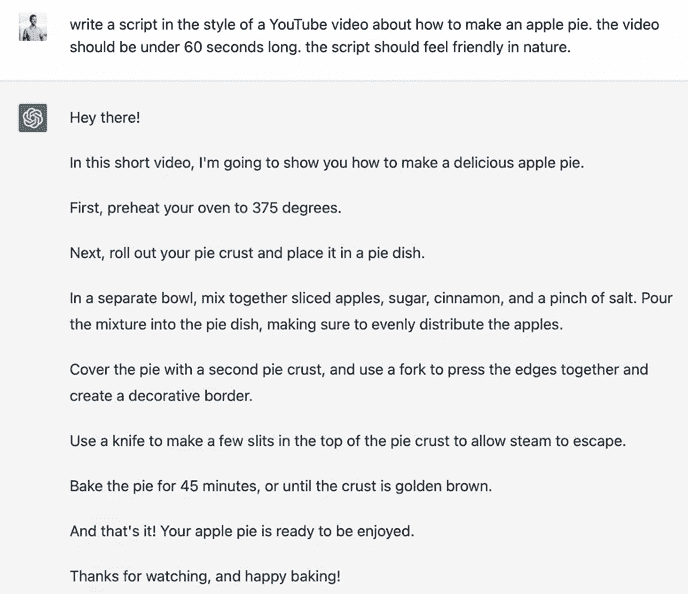 write a script in the style of a YouTube video about how to make an apple pie. the video
should be under 60 seconds long. the script should feel friendly in nature.
Hey there!
In this short video, I'm going to show you how to make a delicious apple pie.
First, preheat your oven to 375 degrees.
Next, roll out your pie crust and place it in a pie dish.
In a separate bowl, mix together sliced apples, sugar, cinnamon, and a pinch of salt. Pour
the mixture into the pie dish, making sure to evenly distribute the apples.
Cover the pie with a second pie crust, and use a fork to press the edges together and
create a decorative border.
Use a knife to make a few slits in the top of the pie crust to allow steam to escape.
Bake the pie for 45 minutes, or until the crust is golden brown.
And that's it! Your apple pie is ready to be enjoyed.
Thanks for watching, and happy baking!